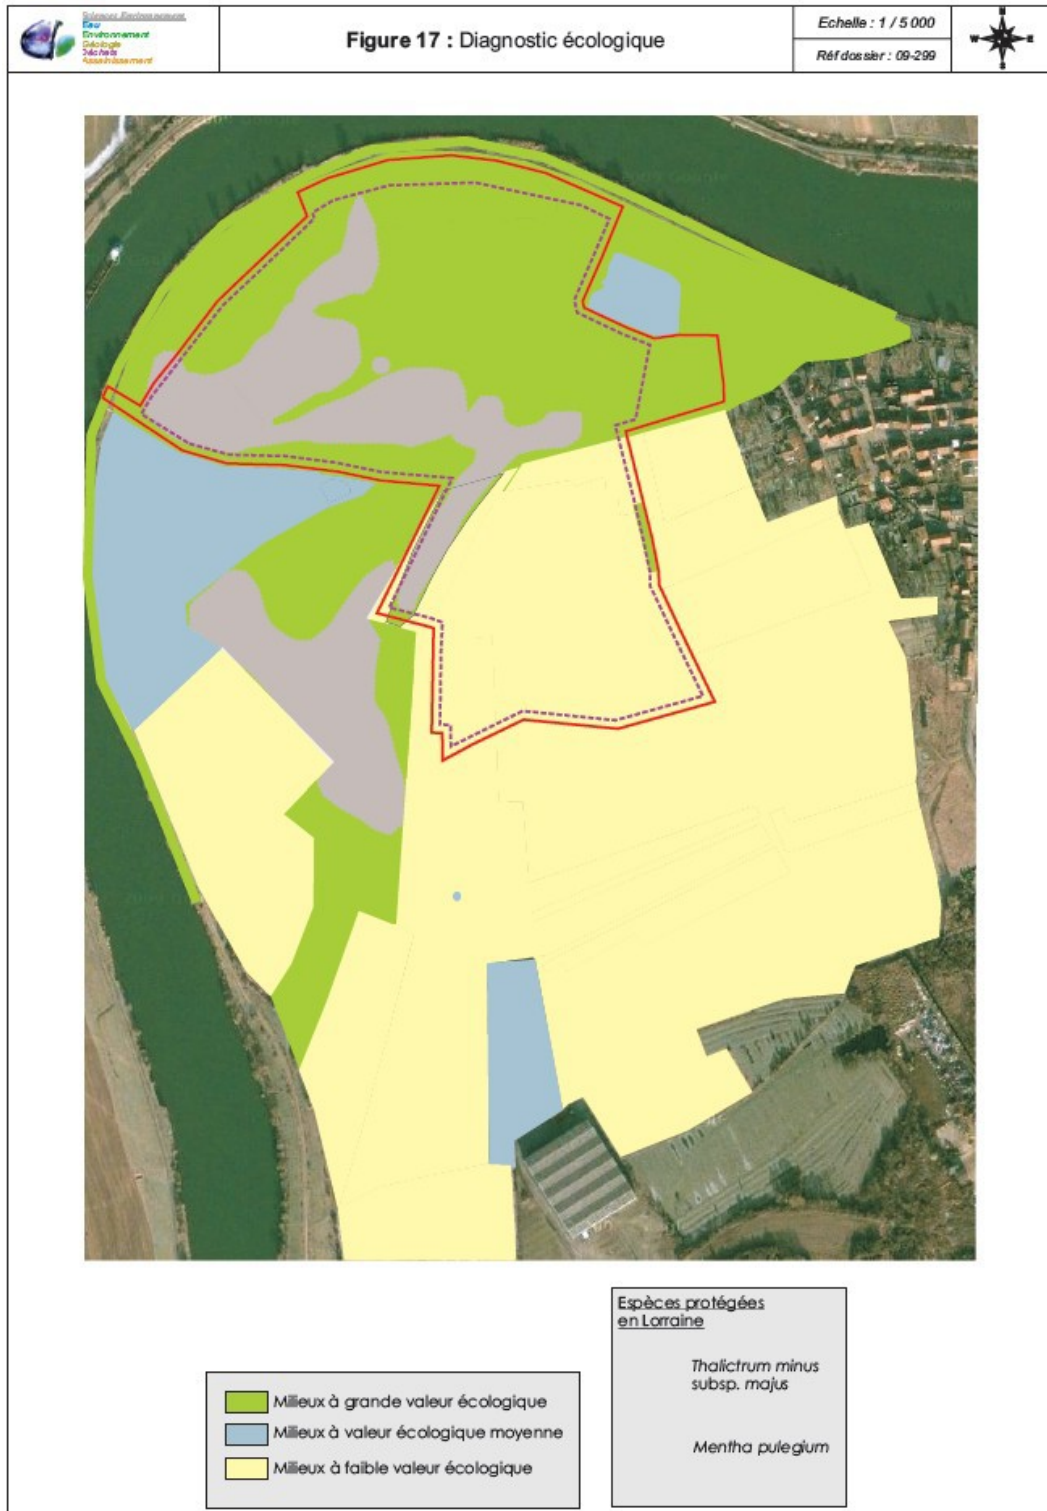 Sciences Environnement
Eau
Environnement
Géologie
Déchets
Assainissement
Figure 17 : Diagnostic écologique
Echelle : 1 / 5 000
Réf dossier : 09-299
N
W
E
S
Espèces protégées
en Lorraine
Thalictrum minus
subsp. majus
Mentha pulegium
Milieux à grande valeur écologique
Milieux à valeur écologique moyenne
Milieux à faible valeur écologique